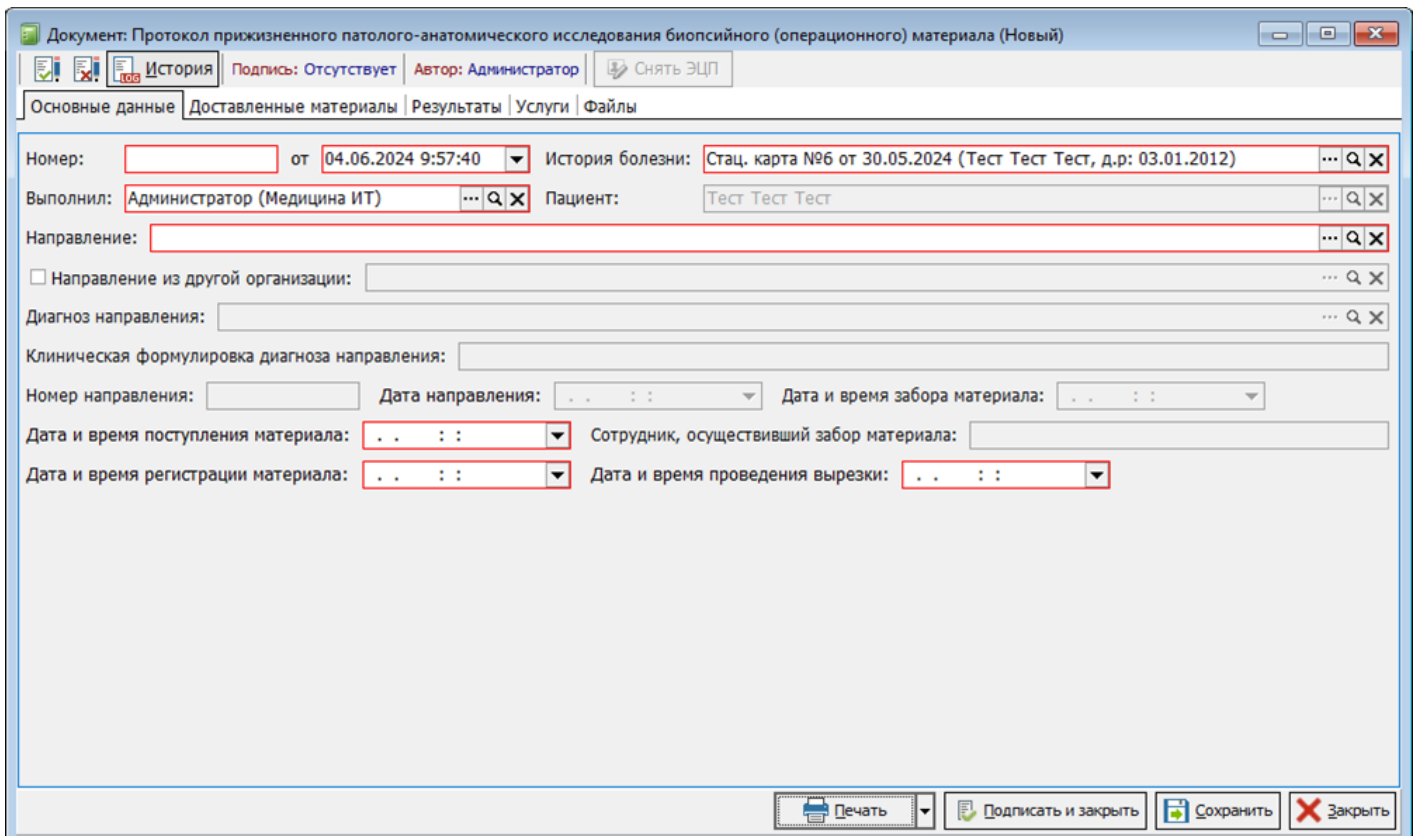 Документ: Протокол прижизненного патолого-анатомического исследования биопсийного (операционного) материала (Новый)
LOG История Подпись: Отсутствует Автор: Администратор Снять ЭЦП
Основные данные Доставленные материалы Результаты Услуги Файлы
Номер: от 04.06.2024 9:57:40 История болезни: Стац. карта №6 от 30.05.2024 (Тест Тест Тест, д.р: 03.01.2012)
Выполнил: Администратор (Медицина ИТ) Пациент: Тест Тест Тест
Направление:
Направление из другой организации:
Диагноз направления:
Клиническая формулировка диагноза направления:
Номер направления: Дата направления: . . : : Дата и время забора материала: . . : :
Дата и время поступления материала: . . : : Сотрудник, осуществивший забор материала:
Дата и время регистрации материала: . . : : Дата и время проведения вырезки: . . : :
Печать Подписать и закрыть Сохранить Закрыть